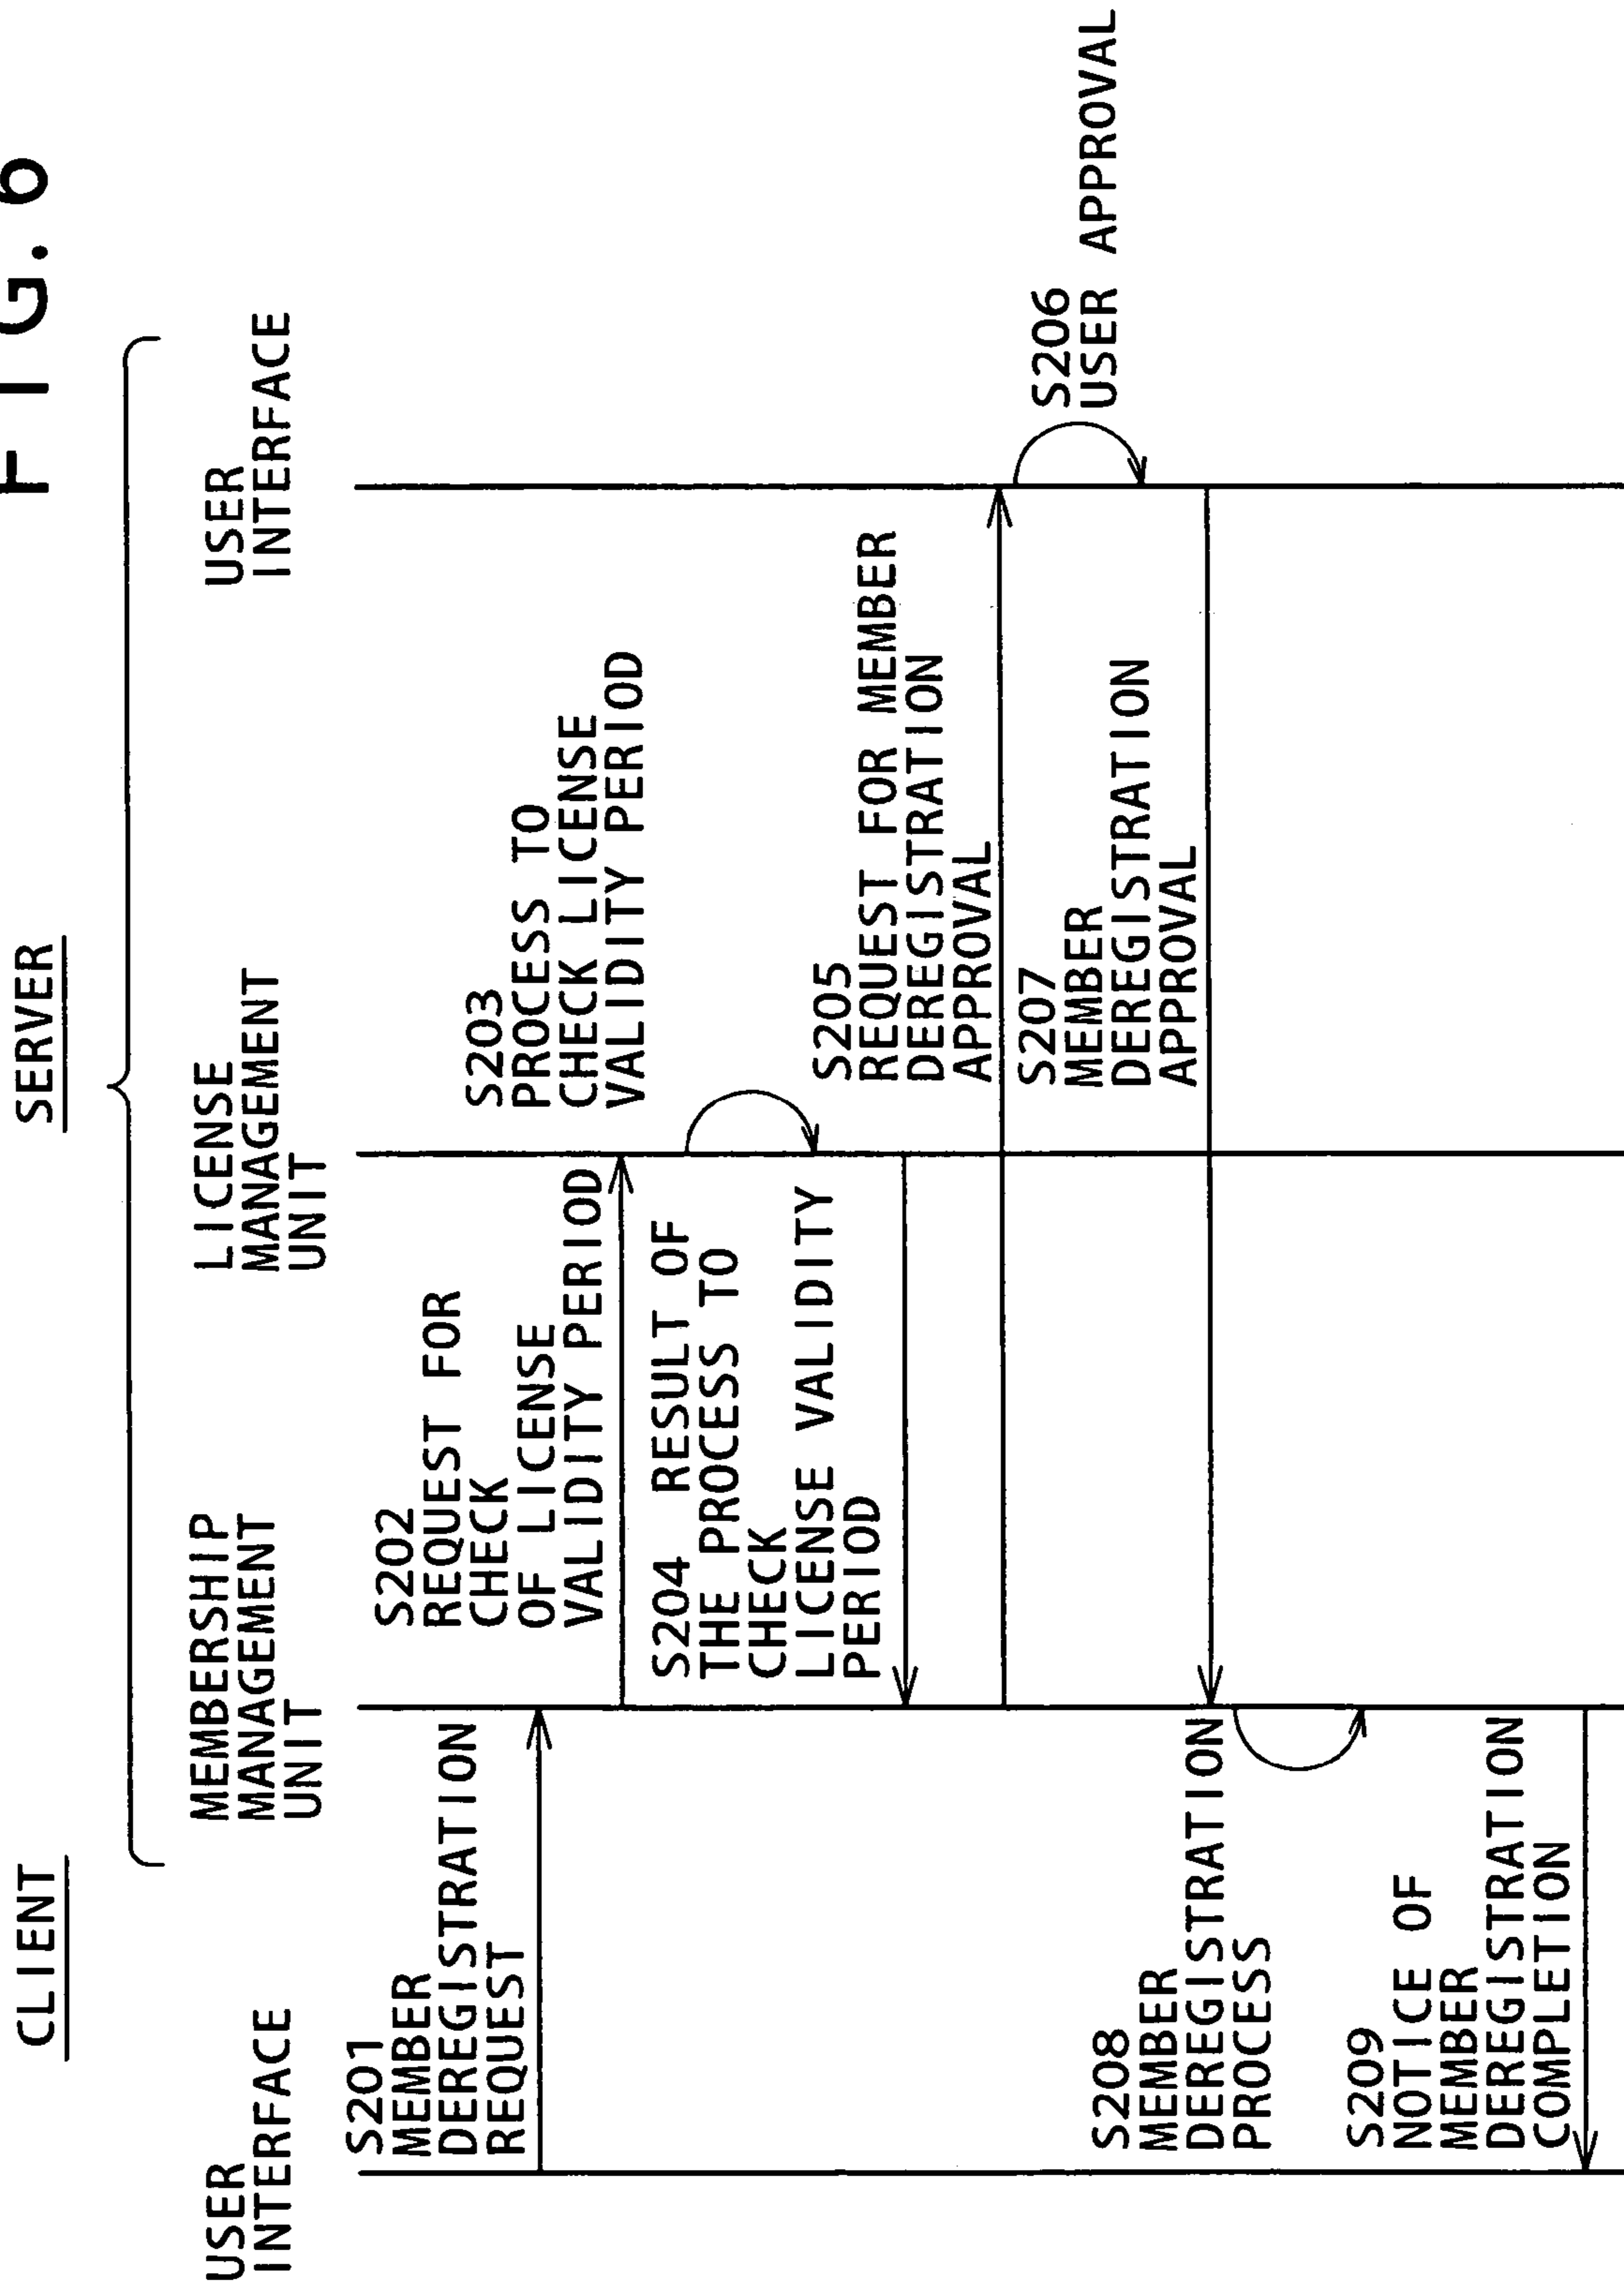 FIG. 6
CLIENT
SERVER
USER
INTERFACE
MEMBERSHIP
MANAGEMENT
UNIT
LICENSE
MANAGEMENT
UNIT
USER
INTERFACE
S201
MEMBER
DEREGISTRATION
REQUEST
S202
REQUEST FOR
CHECK
OF LICENSE
VALIDITY PERIOD
S203
PROCESS TO
CHECK LICENSE
VALIDITY PERIOD
S204 RESULT OF
THE PROCESS TO
CHECK
LICENSE VALIDITY
PERIOD
S205
REQUEST FOR MEMBER
DEREGISTRATION
APPROVAL
S206
USER APPROVAL
S207
MEMBER
DEREGISTRATION
APPROVAL
S208
MEMBER
DEREGISTRATION
PROCESS
S209
NOTICE OF
MEMBER
DEREGISTRATION
COMPLETION